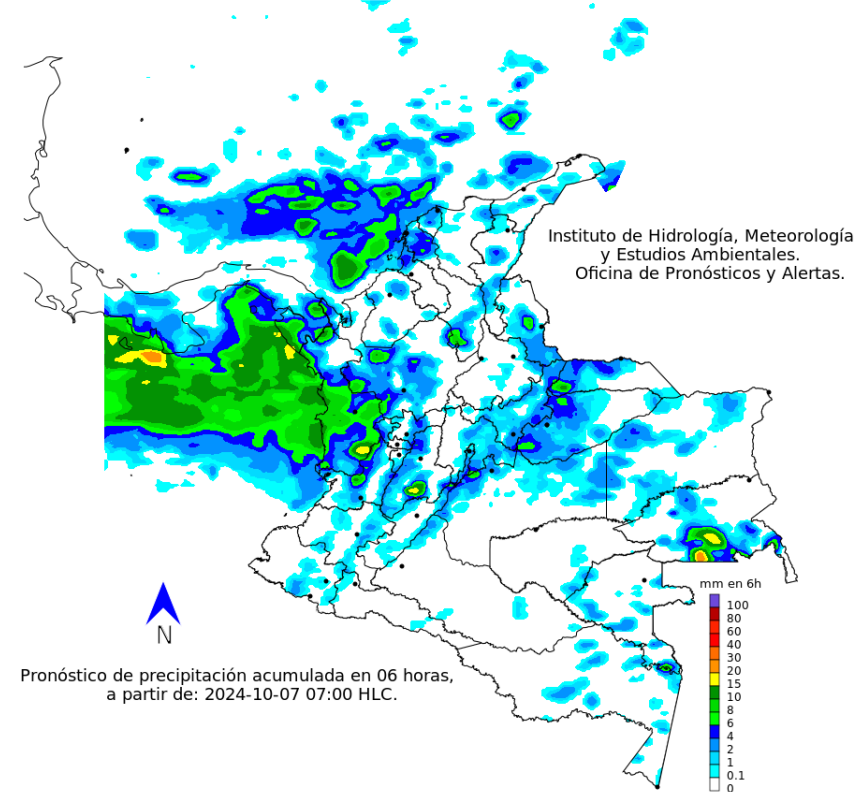 Instituto de Hidrología, Meteorología
y Estudios Ambientales.
Oficina de Pronósticos y Alertas.
mm en 6h
100
80
60
40
30
20
15
10
8
6
4
2
1
0.1
0
N
Pronóstico de precipitación acumulada en 06 horas,
a partir de: 2024-10-07 07:00 HLC.